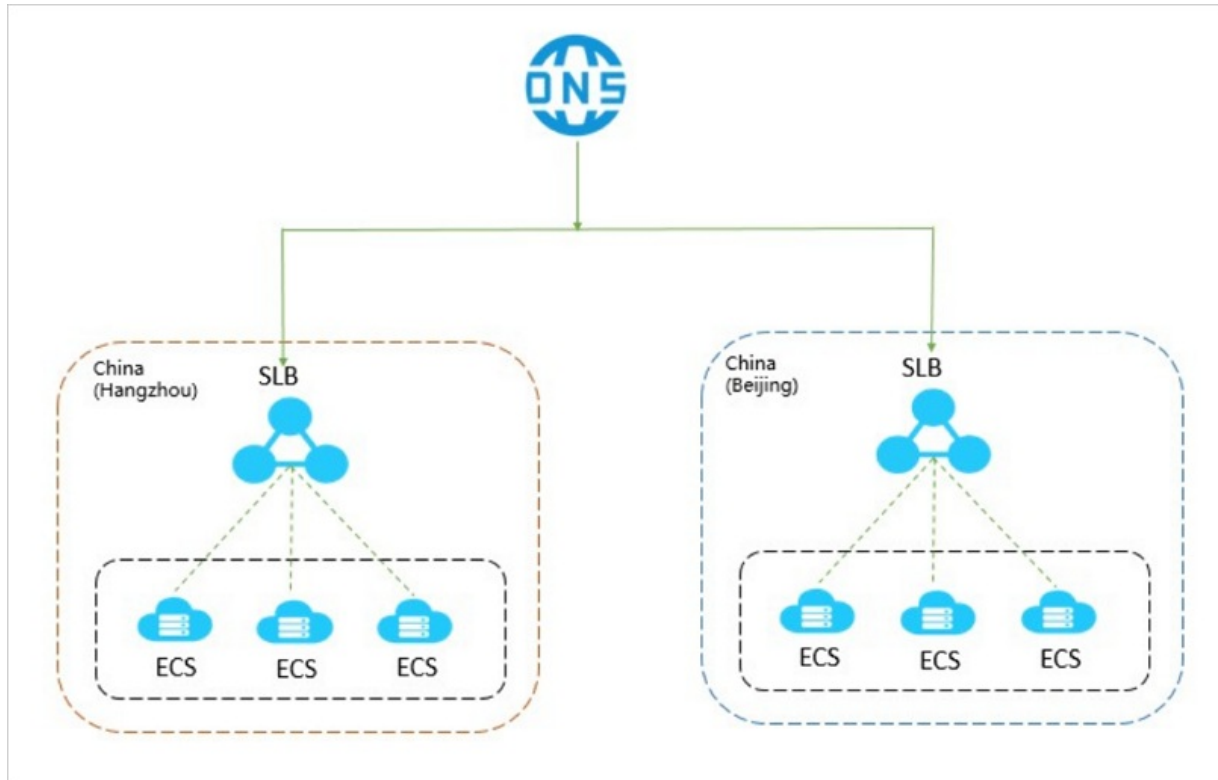 DNS
China
(Hangzhou)
SLB
China
(Beijing)
SLB
ECS
ECS
ECS
ECS
ECS
ECS